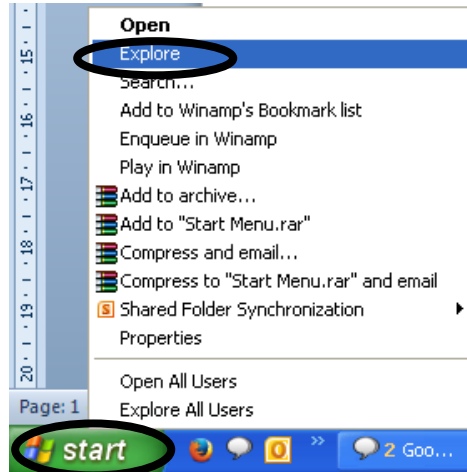 Open
Explore
Search...
Add to Winamp's Bookmark list
Enqueue in Winamp
Play in Winamp
Add to archive...
Add to "Start Menu.rar"
Compress and email...
Compress to "Start Menu.rar" and email
Shared Folder Synchronization
Properties
Open All Users
Explore All Users
15
16
17
18
19
20
Page: 1
start
2 Goo...